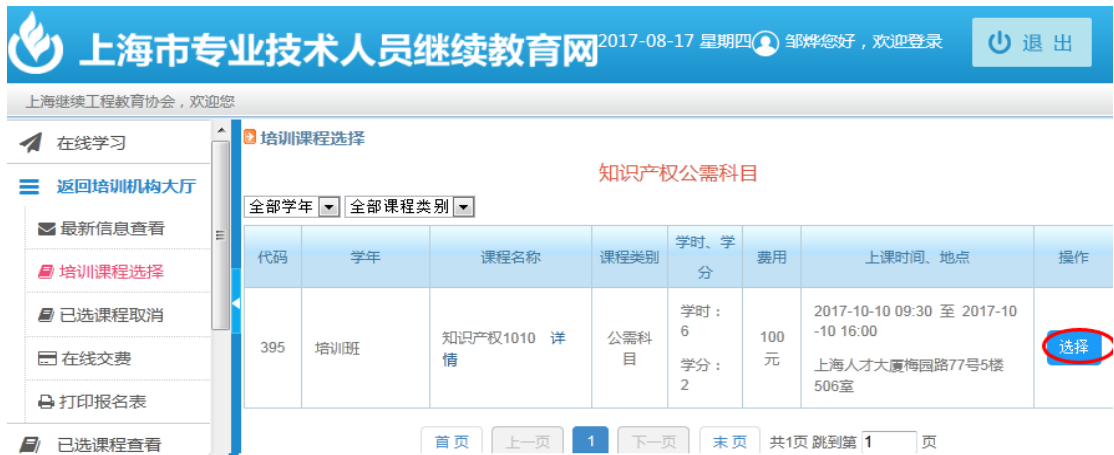 上海市专业技术人员继续教育网
2017-08-17 星期四 邹烨您好，欢迎登录
退 出
上海继续工程教育协会，欢迎您
在线学习
返回培训机构大厅
最新信息查看
培训课程选择
已选课程取消
在线交费
打印报名表
已选课程查看
培训课程选择
知识产权公需科目
全部学年 全部课程类别
代码 学年 课程名称 课程类别 学时、学分 费用 上课时间、地点 操作
395 培训班 知识产权1010 详情 公需科目 学时：6 学分：2 100元
2017-10-10 09:30 至 2017-10
-10 16:00
上海人才大厦梅园路77号5楼
506室
选择
首 页 上一页 1 下一页 末 页 共1页 跳到第 1 页